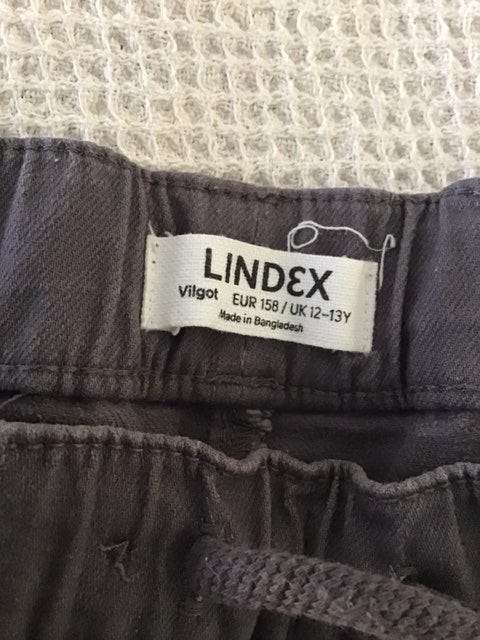 LINDEX
Vilgot EUR 158 / UK 12-13Y
Made in Bangladesh